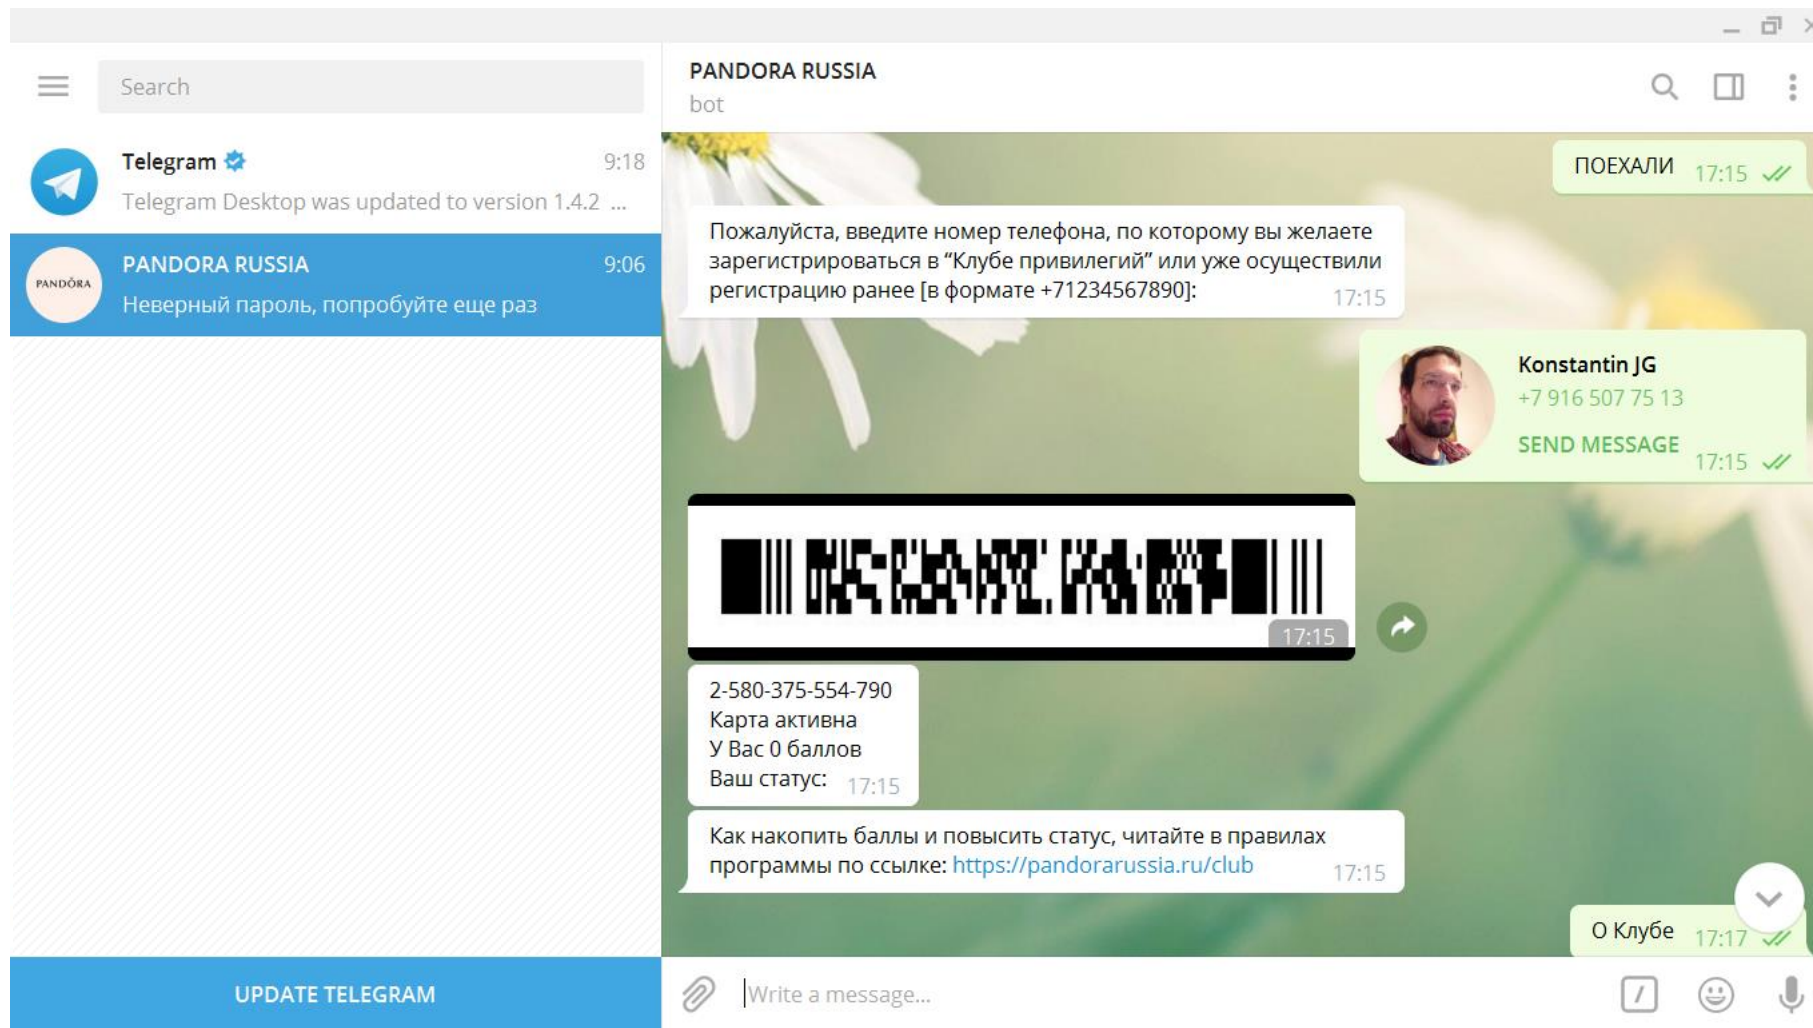 Search
Telegram
9:18
Telegram Desktop was updated to version 1.4.2 ...
PANDÖRA
PANDORA RUSSIA
9:06
Неверный пароль, попробуйте еще раз
UPDATE TELEGRAM
PANDORA RUSSIA
bot
ПОЕХАЛИ 17:15
Пожалуйста, введите номер телефона, по которому вы желаете
зарегистрироваться в “Клубе привилегий” или уже осуществили
регистрацию ранее [в формате +71234567890]: 17:15
Konstantin JG
+7 916 507 75 13
SEND MESSAGE 17:15
17:15
2-580-375-554-790
Карта активна
У Вас 0 баллов
Ваш статус: 17:15
Как накопить баллы и повысить статус, читайте в правилах
программы по ссылке: https://pandorarussia.ru/club 17:15
О Клубе 17:17
Write a message...